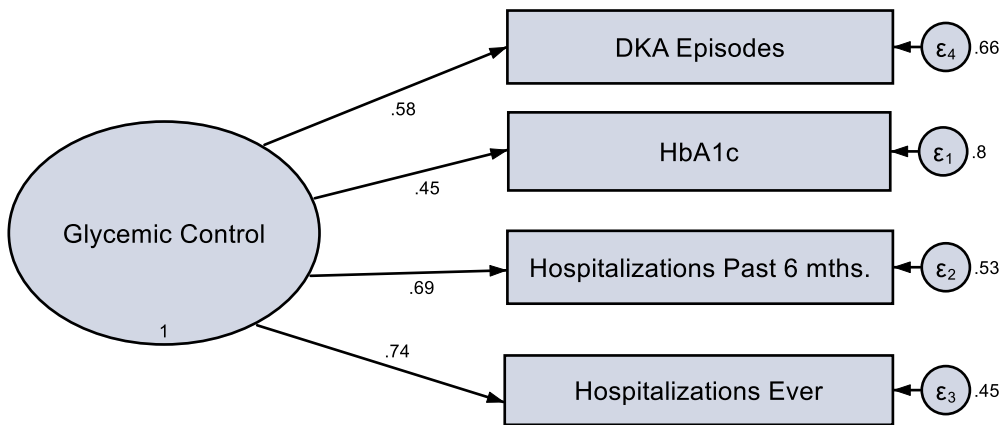 DKA Episodes
ε4
.66
.58
HbA1c
ε1
.8
.45
Glycemic Control
1
Hospitalizations Past 6 mths.
ε2
.53
.69
.74
Hospitalizations Ever
ε3
.45